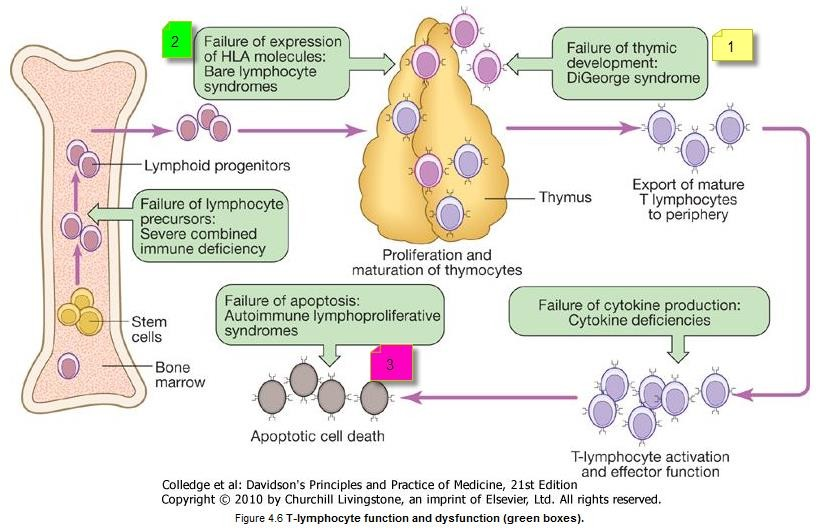 2
Failure of expression
of HLA molecules:
Bare lymphocyte
syndromes
Failure of thymic
development:
DiGeorge syndrome
1
Lymphoid progenitors
Failure of lymphocyte
precursors:
Severe combined
immune deficiency
Thymus
Export of mature
T lymphocytes
to periphery
Proliferation and
maturation of thymocytes
Stem
cells
Bone
marrow
Failure of apoptosis:
Autoimmune lymphoproliferative
syndromes
3
Failure of cytokine production:
Cytokine deficiencies
Apoptotic cell death
T-lymphocyte activation
and effector function
Colledge et al: Davidson's Principles and Practice of Medicine, 21st Edition
Copyright © 2010 by Churchill Livingstone, an imprint of Elsevier, Ltd. All rights reserved.
Figure 4.6 T-lymphocyte function and dysfunction (green boxes).